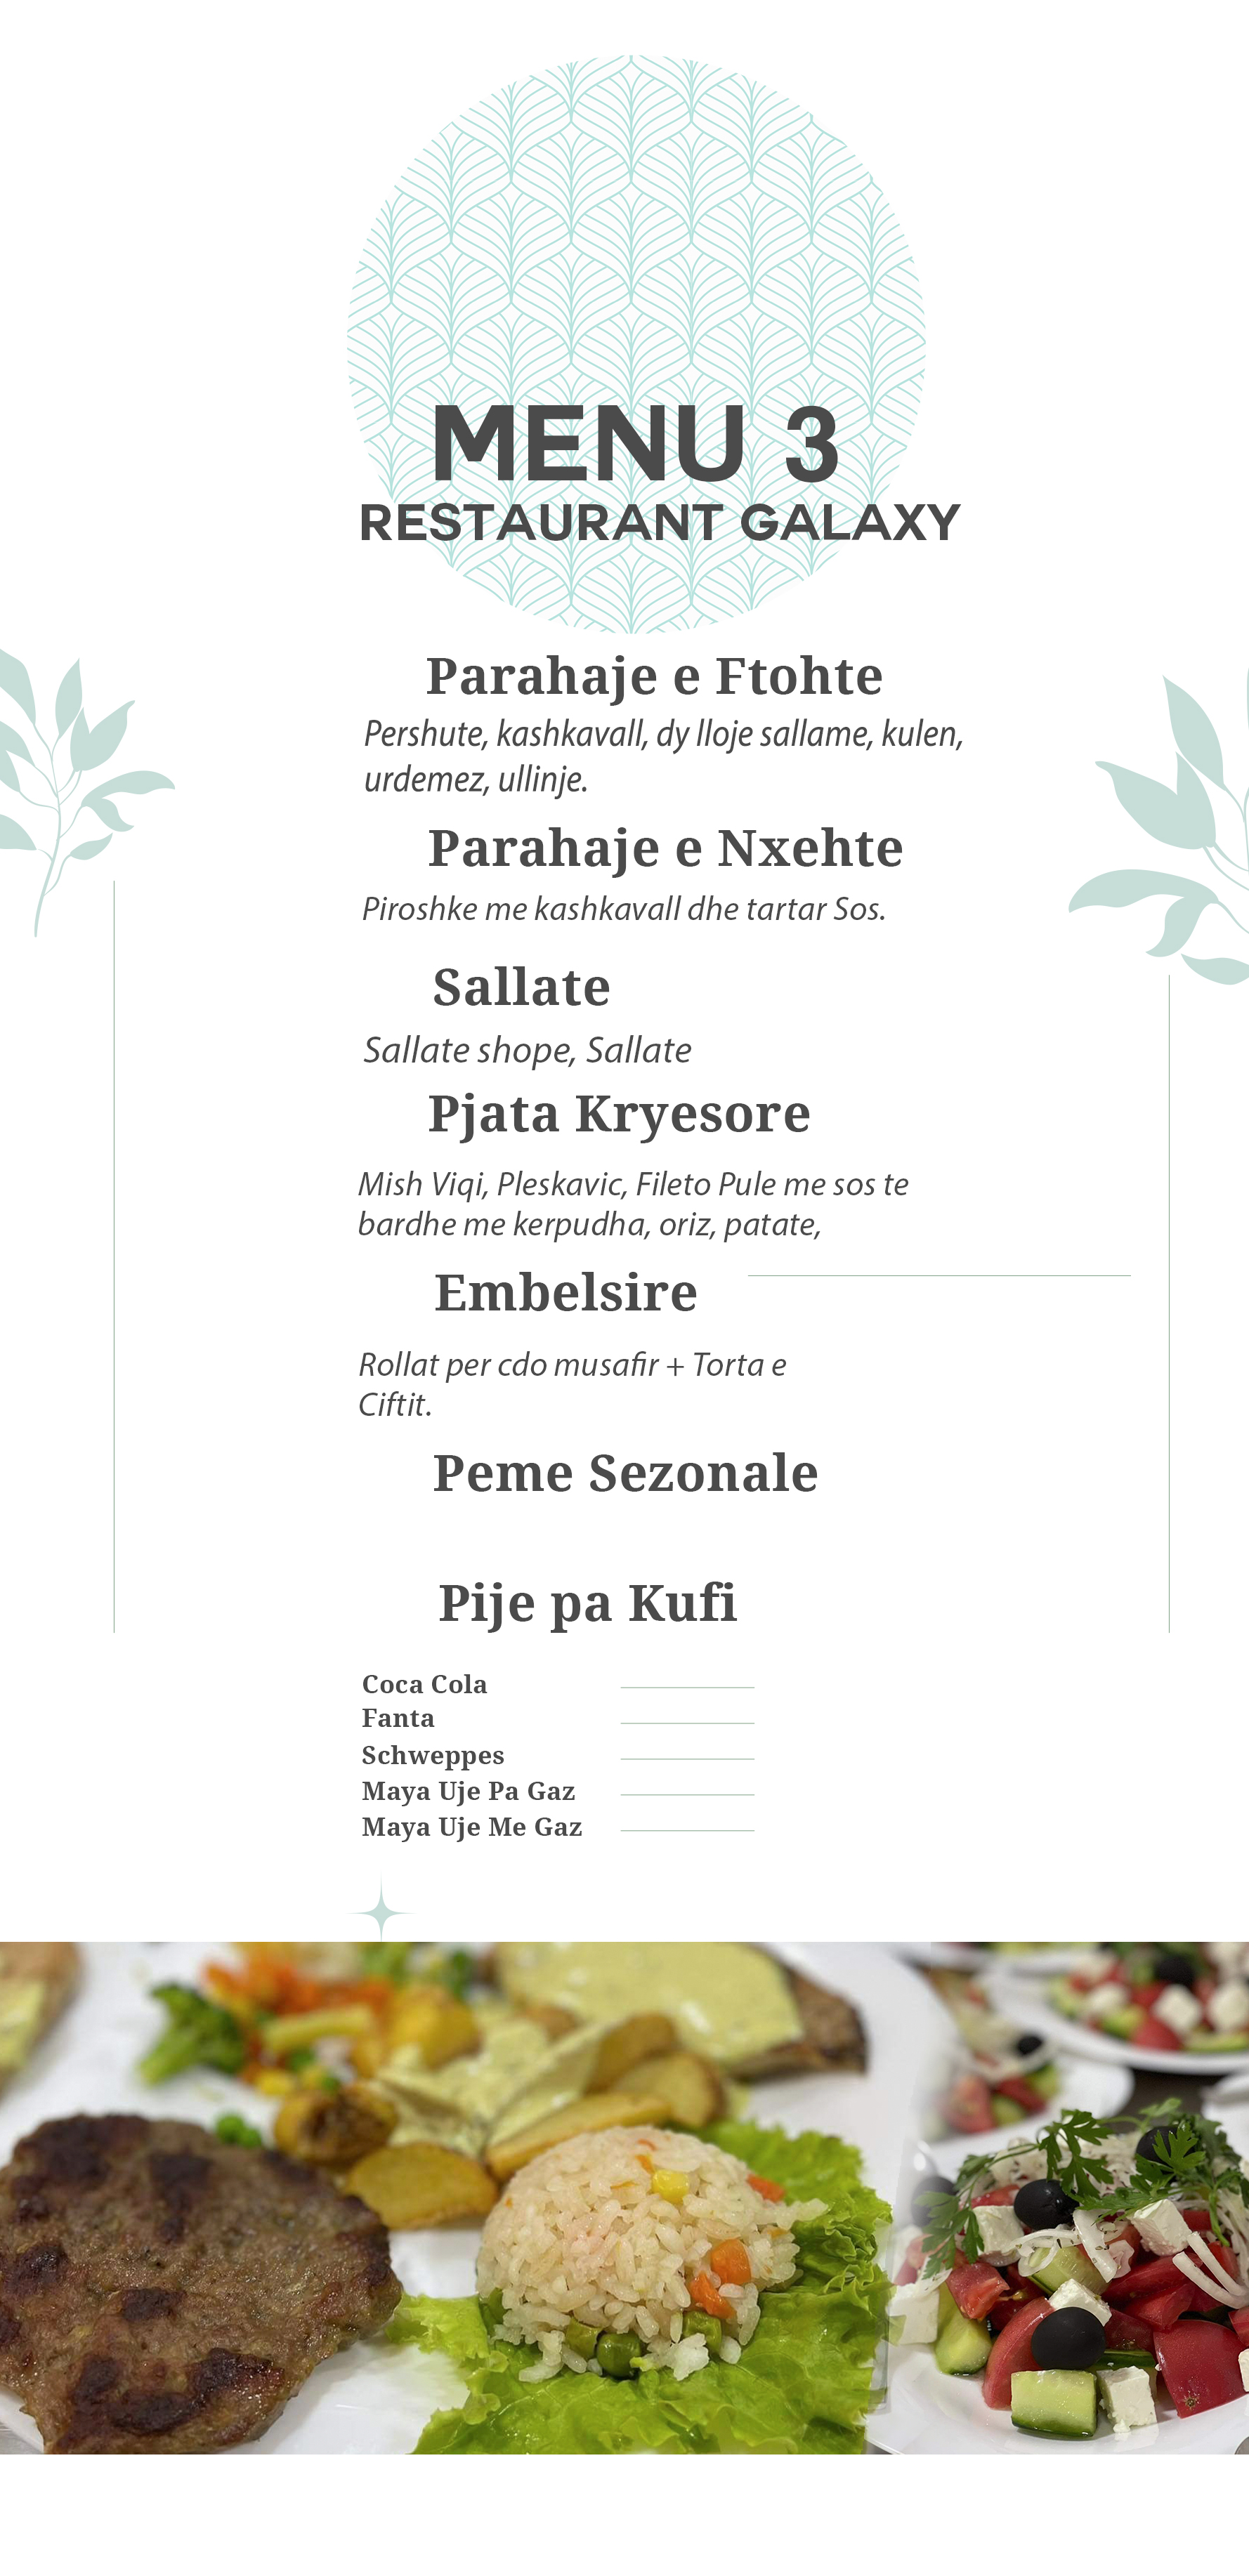 MENU 3
RESTAURANT GALAXY
Parahaje e Ftohte
Pershute, kashkavall, dy lloje sallame, kulen,
urdemez, ullinje.
Parahaje e Nxehte
Piroshke me kashkavall dhe tartar Sos.
Sallate
Sallate shope, Sallate
Pjata Kryesore
Mish Viqi, Pleskavic, Fileto Pule me sos te
bardhe me kerpudha, oriz, patate,
Embelsire
Rollat per cdo musafir + Torta e
Ciftit.
Peme Sezonale
Pije pa Kufi
Coca Cola
Fanta
Schweppes
Maya Uje Pa Gaz
Maya Uje Me Gaz